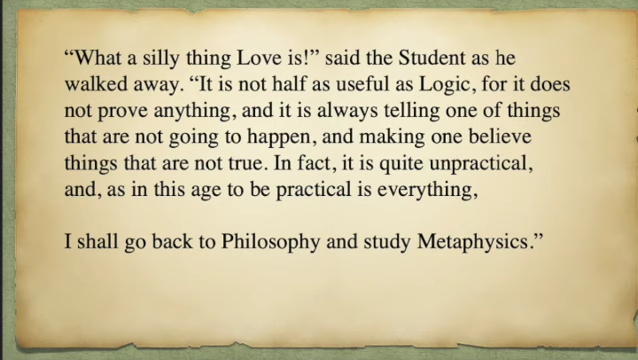 “What a silly thing Love is!” said the Student as he
walked away. “It is not half as useful as Logic, for it does
not prove anything, and it is always telling one of things
that are not going to happen, and making one believe
things that are not true. In fact, it is quite unpractical,
and, as in this age to be practical is everything,
I shall go back to Philosophy and study Metaphysics.”